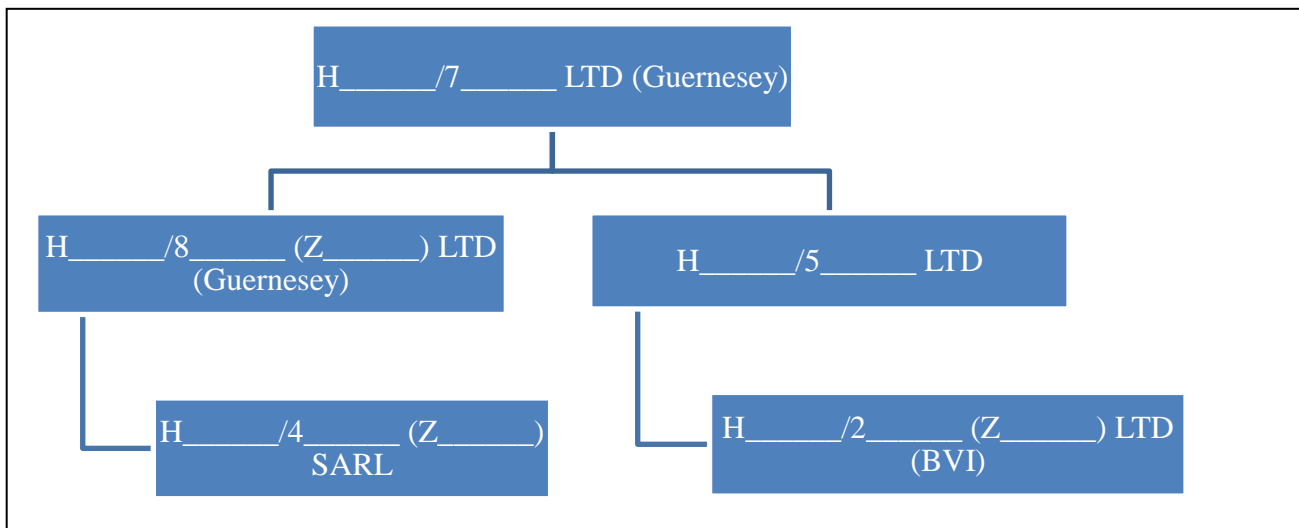 H______/7______ LTD (Guernesey)
H______/8______ (Z______) LTD
(Guernesey)
H______/5______ LTD
H______/4______ (Z______)
SARL
H______/2______ (Z______) LTD
(BVI)